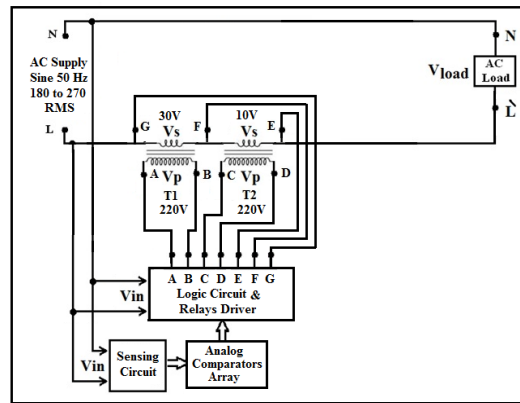 N
AC Supply
Sine 50 Hz
180 to 270
RMS
L
N
AC
Load
Vload
L̀
G
30V
Vs
F
10V
Vs
E
A
Vp
B
C
Vp
D
T1
220V
T2
220V
A B C D E F G
Logic Circuit &
Relays Driver
Vin
Vin
Sensing
Circuit
Analog
Comparators
Array